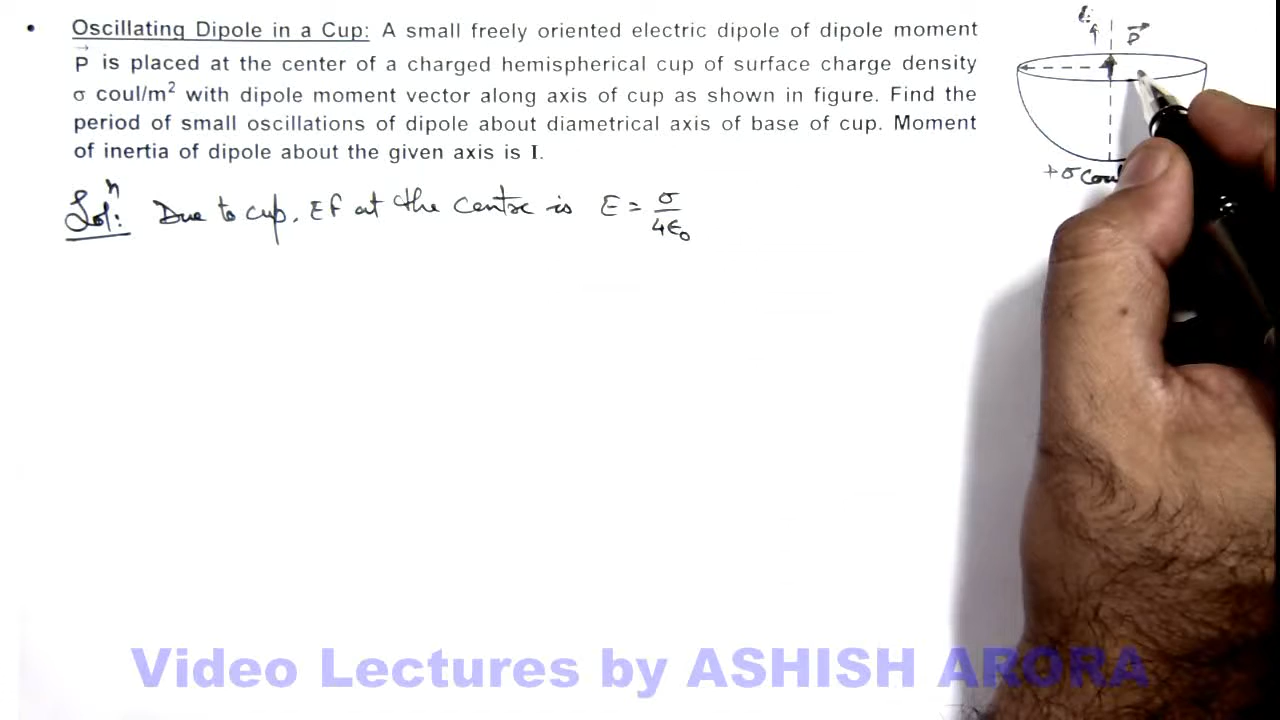 • Oscillating Dipole in a Cup: A small freely oriented electric dipole of dipole moment
P⃗ is placed at the center of a charged hemispherical cup of surface charge density
σ coul/m² with dipole moment vector along axis of cup as shown in figure. Find the
period of small oscillations of dipole about diametrical axis of base of cup. Moment
of inertia of dipole about the given axis is I.
P⃗
+σ coul
Solⁿ: Due to cup, EF at the centre is E = σ/4ε₀
Video Lectures by ASHISH ARORA